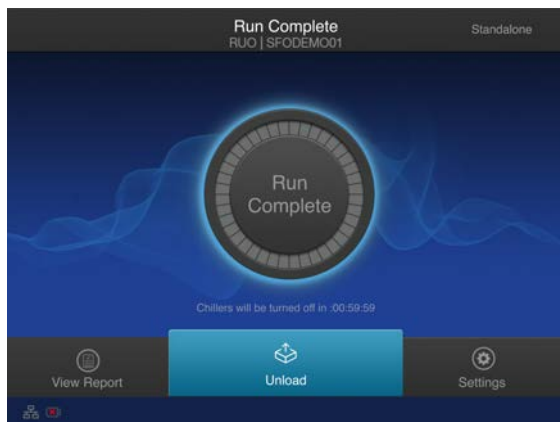 Run Complete
RUO | SFODEMO01
Standalone
Run
Complete
Chillers will be turned off in :00:59:59
View Report
Unload
Settings